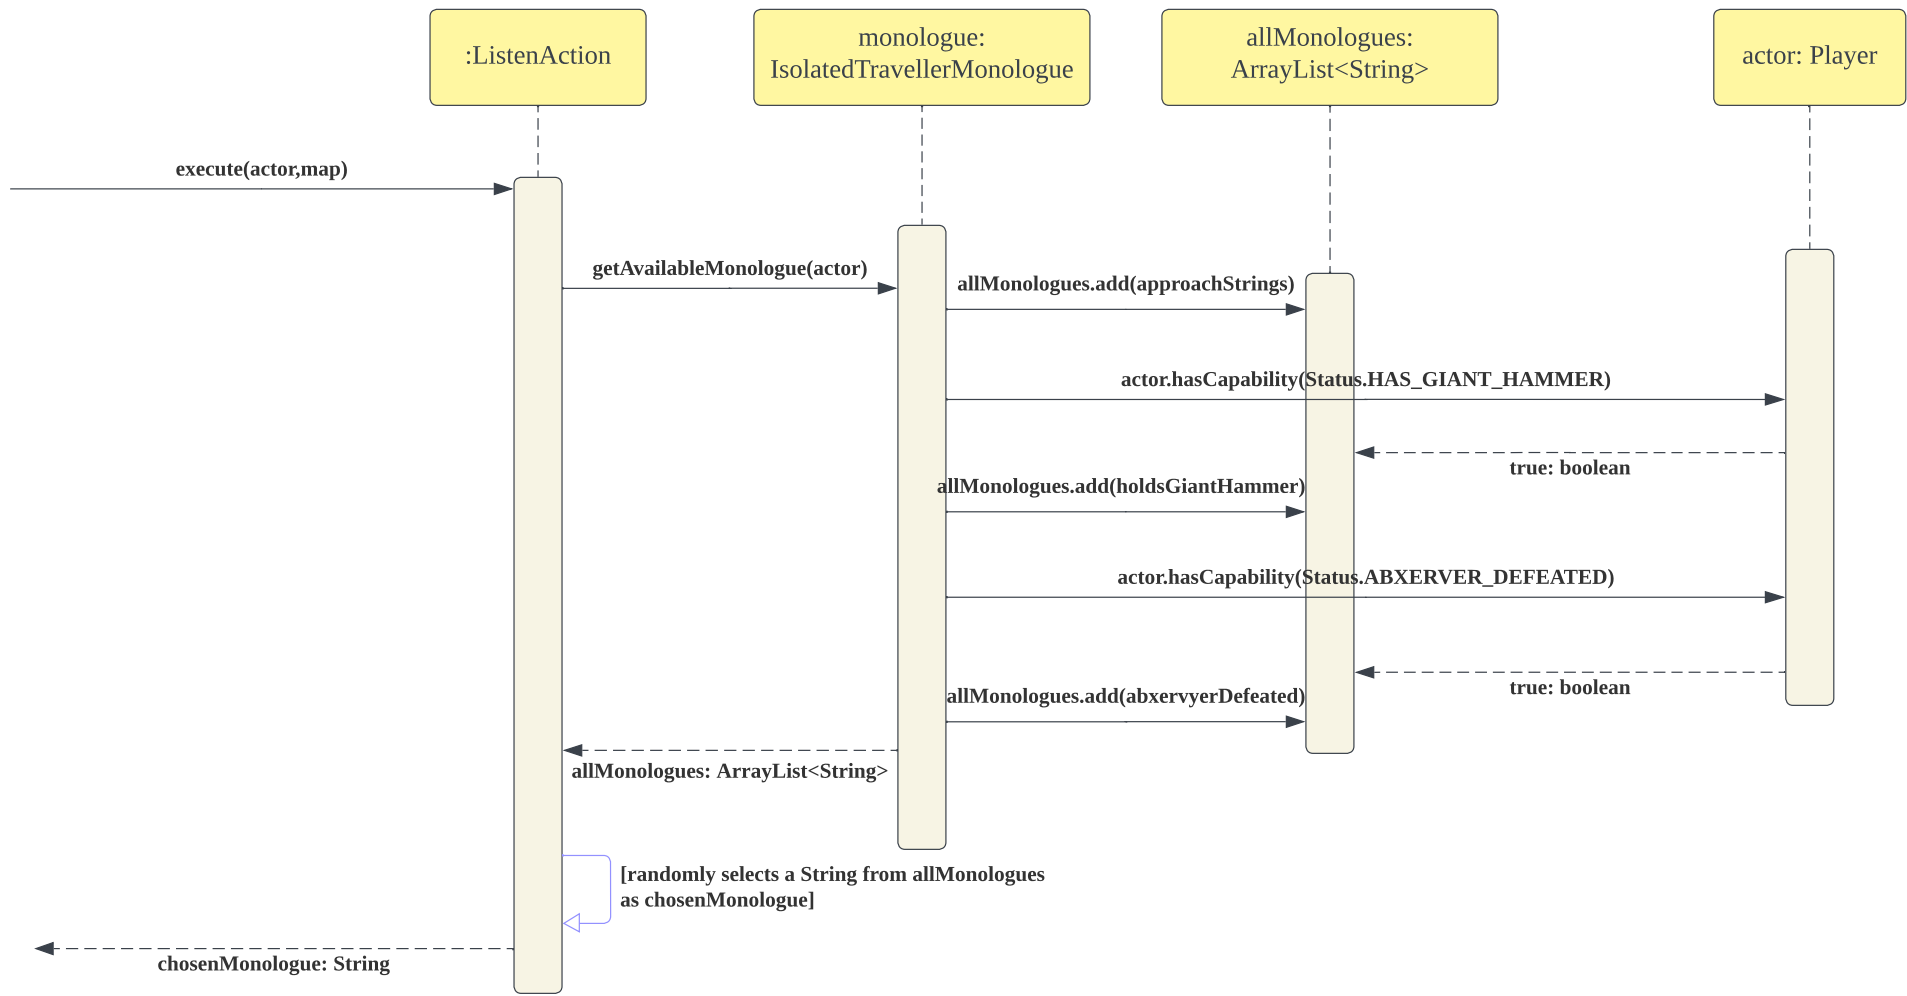 :ListenAction
monologue:
IsolatedTravellerMonologue
allMonologues:
ArrayList<String>
actor: Player
execute(actor,map)
getAvailableMonologue(actor)
allMonologues.add(approachStrings)
actor.hasCapability(Status.HAS_GIANT_HAMMER)
true: boolean
allMonologues.add(holdsGiantHammer)
actor.hasCapability(Status.ABXERVER_DEFEATED)
true: boolean
allMonologues.add(abxervyerDefeated)
allMonologues: ArrayList<String>
[randomly selects a String from allMonologues
as chosenMonologue]
chosenMonologue: String